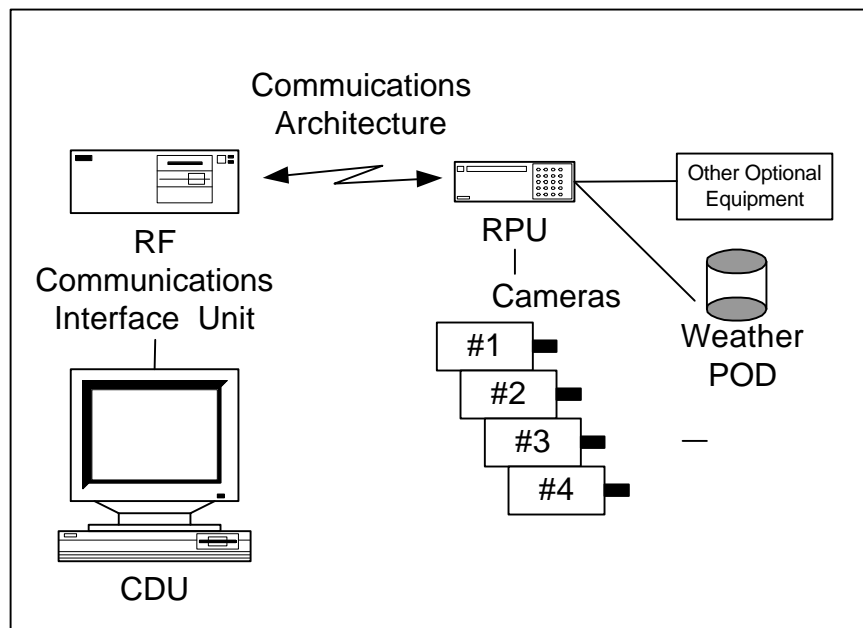 Commuications
Architecture
RF
Communications
Interface Unit
CDU
RPU
Other Optional
Equipment
Weather
POD
Cameras
#1
#2
#3
#4